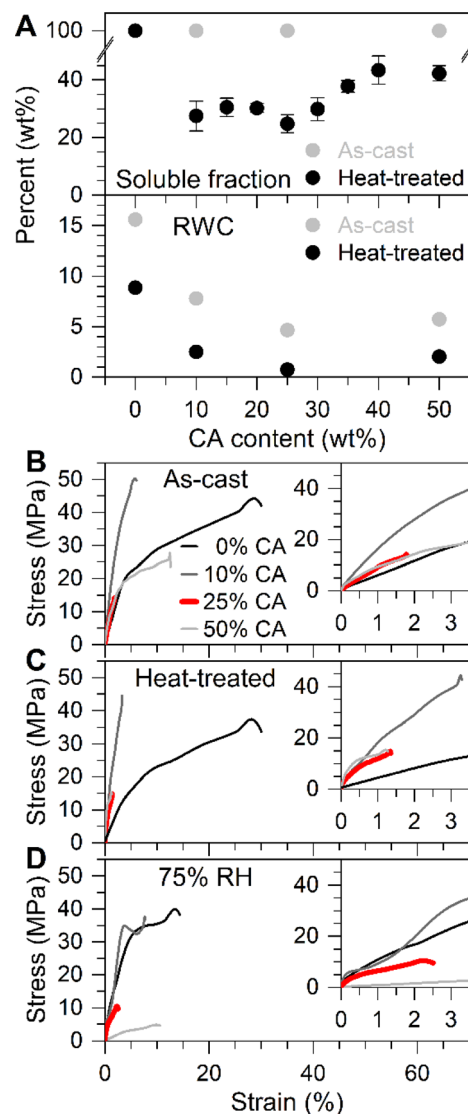 A
Percent (wt%)
100
40
20
0
As-cast
Soluble fraction
Heat-treated
15
10
5
0
RWC
As-cast
Heat-treated
0 10 20 30 40 50
CA content (wt%)
B
Stress (MPa)
50
40
30
20
10
0
As-cast
0% CA
10% CA
25% CA
50% CA
40
20
0
0 1 2 3
C
Stress (MPa)
50
40
30
20
10
0
Heat-treated
40
20
0
0 1 2 3
D
Stress (MPa)
50
40
30
20
10
0
75% RH
40
20
0
0 1 2 3
0 20 40 60
Strain (%)